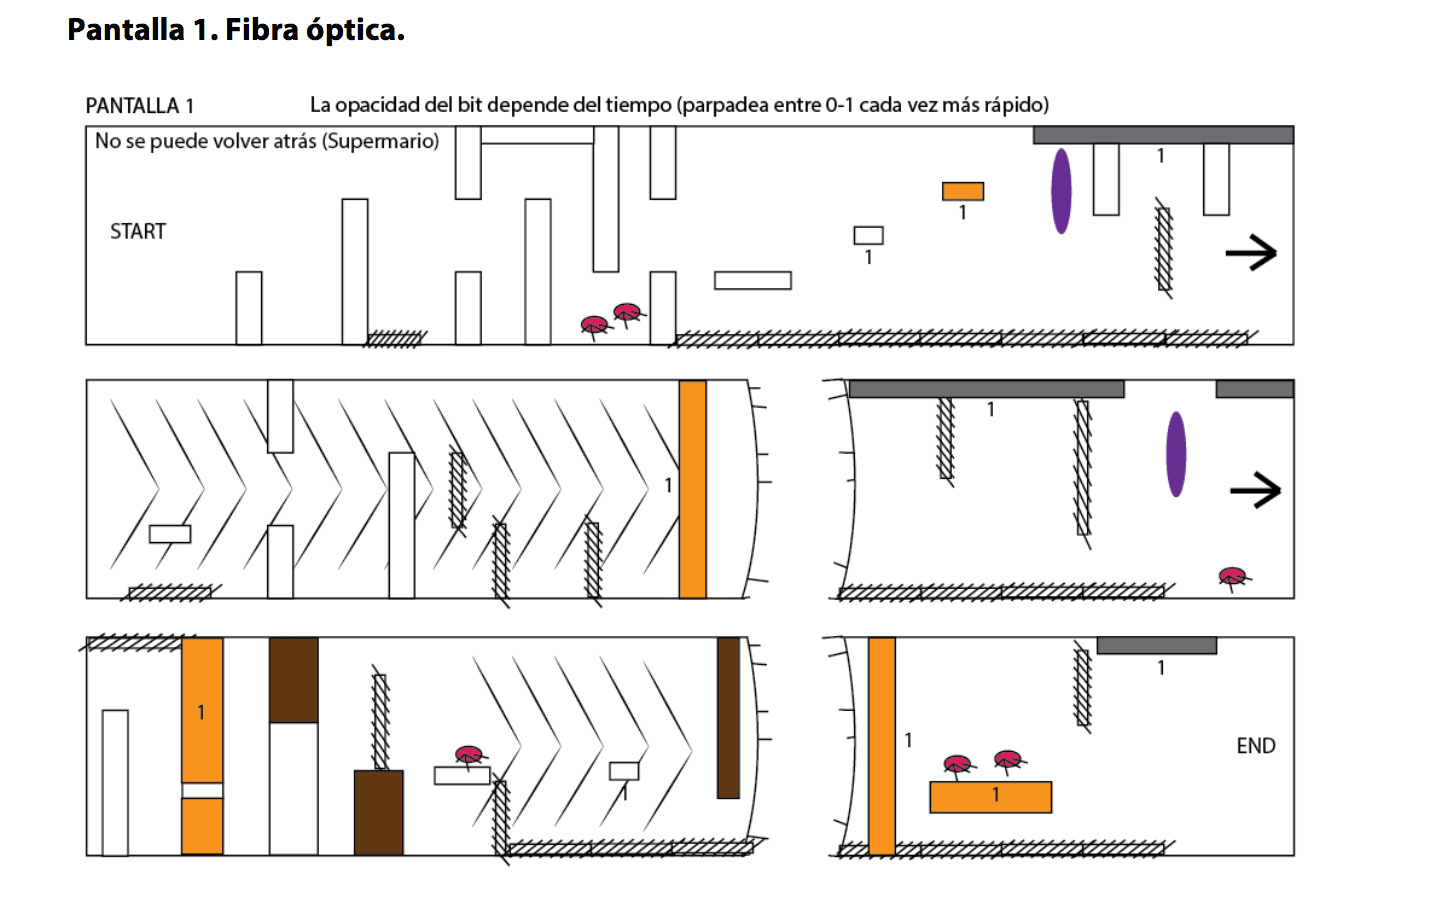 Pantalla 1. Fibra óptica.
PANTALLA 1
La opacidad del bit depende del tiempo (parpadea entre 0-1 cada vez más rápido)
No se puede volver atrás (Supermario)
START
1
1
1
1
1
1
1
1
1
1
END